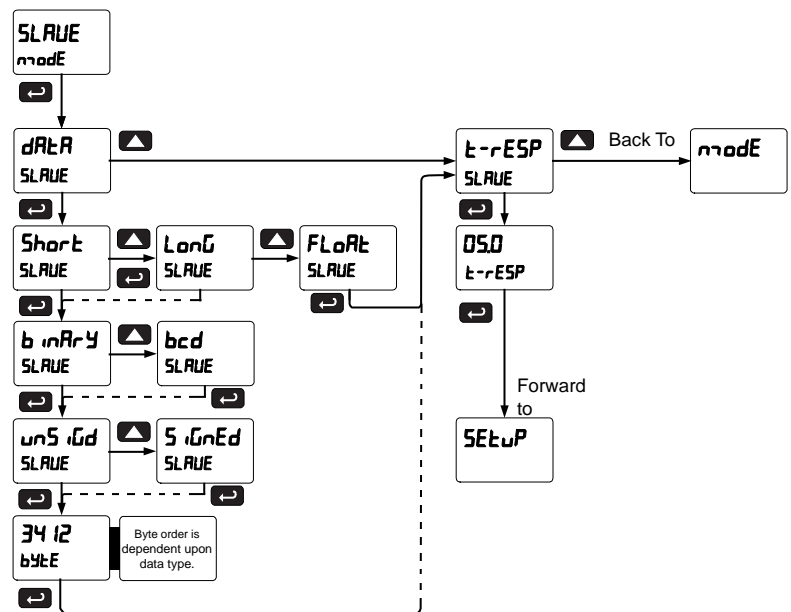 SLAVE
modE
dAtA
SLAVE
t-rESP
SLAVE
Back To
modE
Short
SLAVE
LonG
SLAVE
FLoAt
SLAVE
05.0
t-rESP
binArY
SLAVE
bcd
SLAVE
Forward
to
unSiGd
SLAVE
SiGnEd
SLAVE
SEtuP
3412
bYtE
Byte order is
dependent upon
data type.